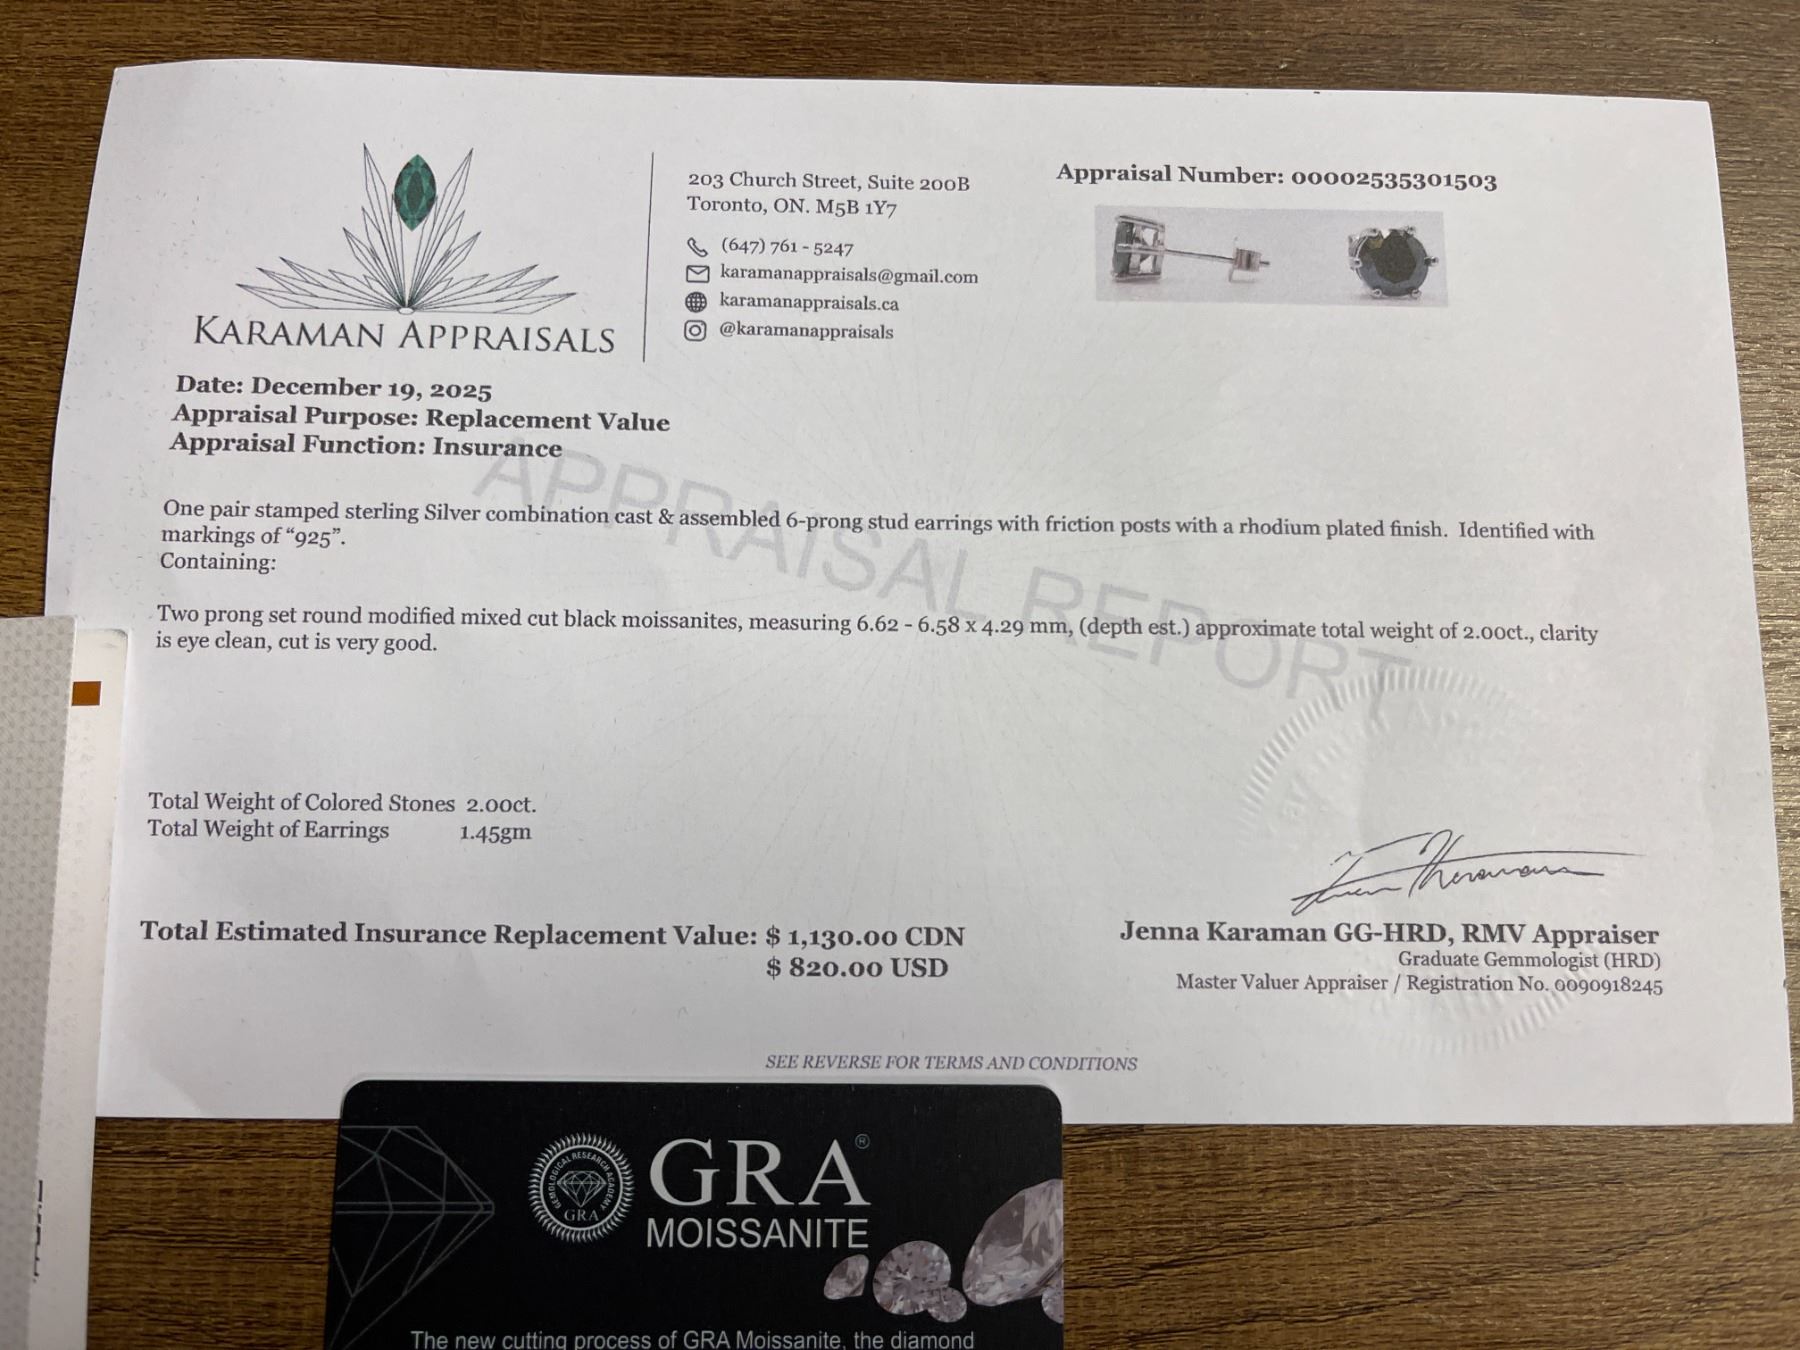 KARAMAN APPRAISALS
203 Church Street, Suite 200B
Toronto, ON. M5B 1Y7
(647) 761 - 5247
karamanappraisals@gmail.com
karamanappraisals.ca
@karamanappraisals
Appraisal Number: 00002535301503
Date: December 19, 2025
Appraisal Purpose: Replacement Value
Appraisal Function: Insurance
APPRAISAL REPORT
One pair stamped sterling Silver combination cast & assembled 6-prong stud earrings with friction posts with a rhodium plated finish. Identified with
markings of “925”.
Containing:
Two prong set round modified mixed cut black moissanites, measuring 6.62 - 6.58 x 4.29 mm, (depth est.) approximate total weight of 2.00ct., clarity
is eye clean, cut is very good.
Total Weight of Colored Stones 2.00ct.
Total Weight of Earrings 1.45gm
Total Estimated Insurance Replacement Value: $ 1,130.00 CDN
$ 820.00 USD
Jenna Karaman GG-HRD, RMV Appraiser
Graduate Gemmologist (HRD)
Master Valuer Appraiser / Registration No. 0090918245
SEE REVERSE FOR TERMS AND CONDITIONS
GEMOLOGICAL RESEARCH ACADEMY
GRA
GRA®
MOISSANITE
The new cutting process of GRA Moissanite, the diamond